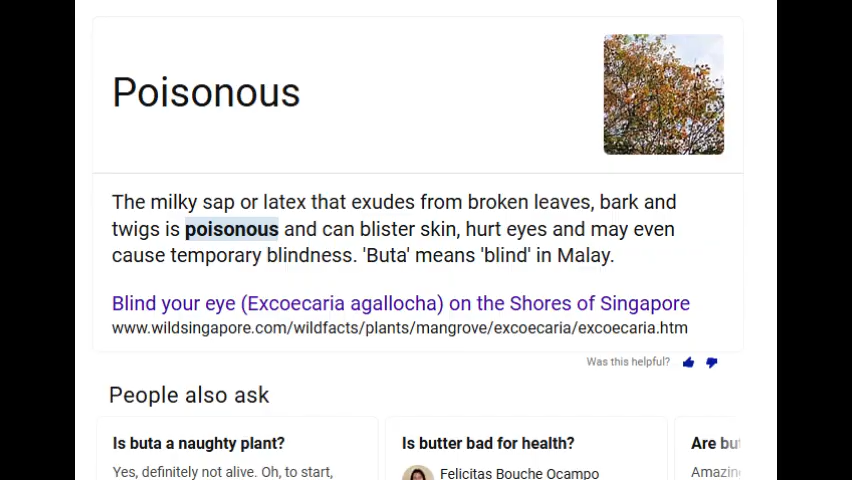 Poisonous
The milky sap or latex that exudes from broken leaves, bark and
twigs is poisonous and can blister skin, hurt eyes and may even
cause temporary blindness. 'Buta' means 'blind' in Malay.
Blind your eye (Excoecaria agallocha) on the Shores of Singapore
www.wildsingapore.com/wildfacts/plants/mangrove/excoecaria/excoecaria.htm
Was this helpful?
People also ask
Is buta a naughty plant?
Yes, definitely not alive. Oh, to start,
Is butter bad for health?
Felicitas Bouche Ocampo
Are